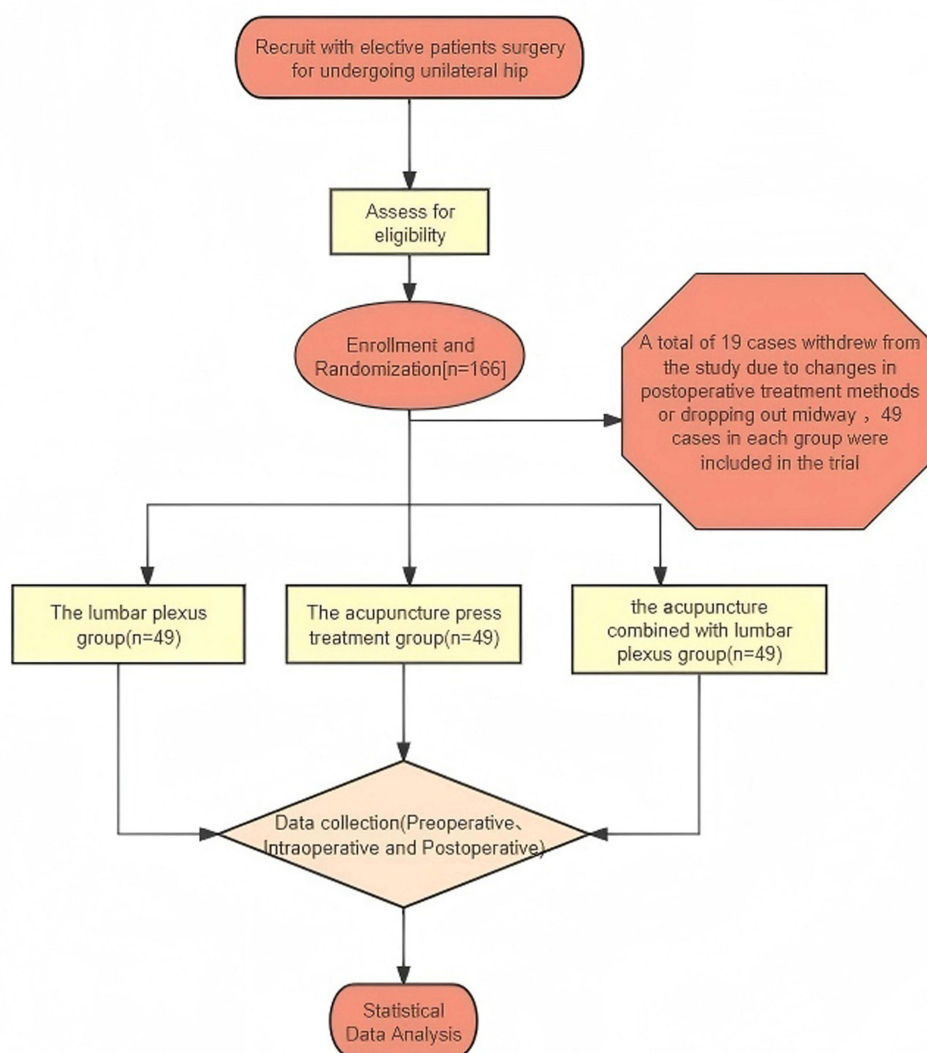 Recruit with elective patients surgery
for undergoing unilateral hip
Assess for
eligibility
Enrollment and
Randomization[n=166]
A total of 19 cases withdrew from
the study due to changes in
postoperative treatment methods
or dropping out midway ，49
cases in each group were
included in the trial
The lumbar plexus
group(n=49)
The acupuncture press
treatment group(n=49)
the acupuncture
combined with lumbar
plexus group(n=49)
Data collection(Preoperative、
Intraoperative and Postoperative)
Statistical
Data Analysis